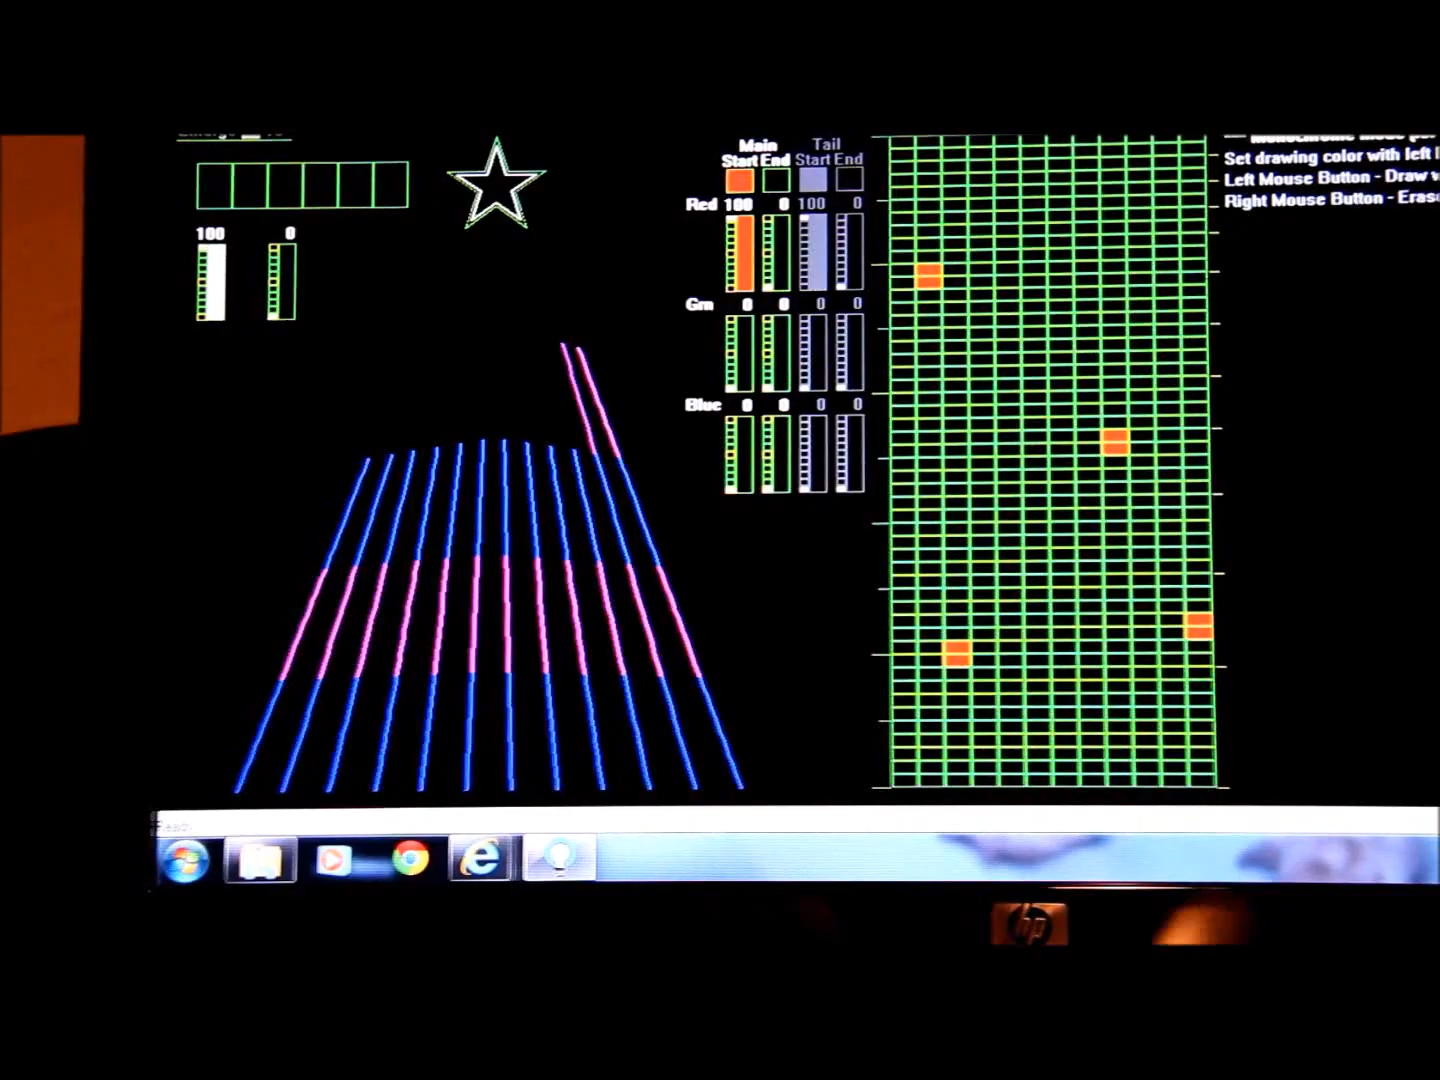 Main Tail
Start End Start End
Red 100 0 100 0
Grn 0 0 0 0
Blue 0 0 0 0
100 0
Set drawing color with left
Left Mouse Button - Draw
Right Mouse Button - Eras
hp